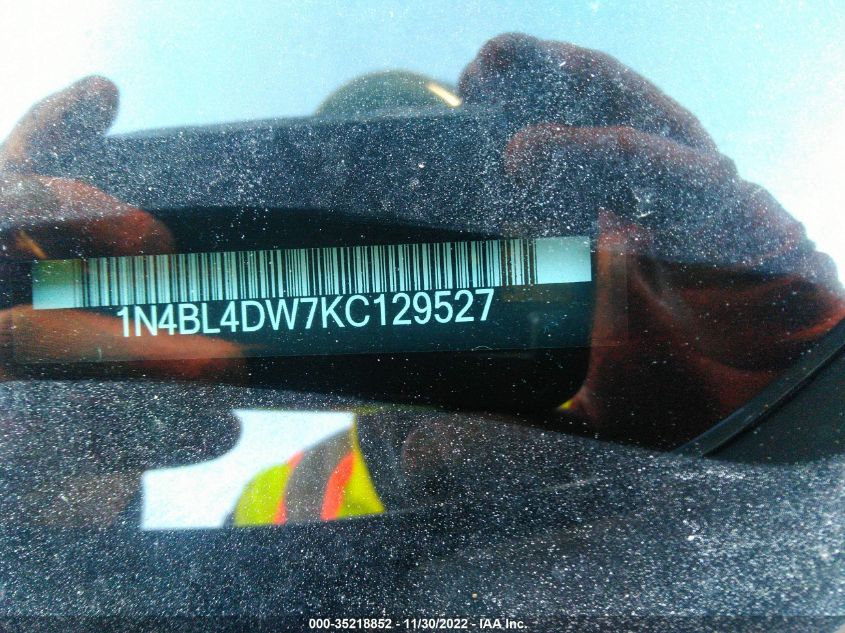 1N4BL4DW7KC129527
000-35218852 - 11/30/2022 - IAA Inc.